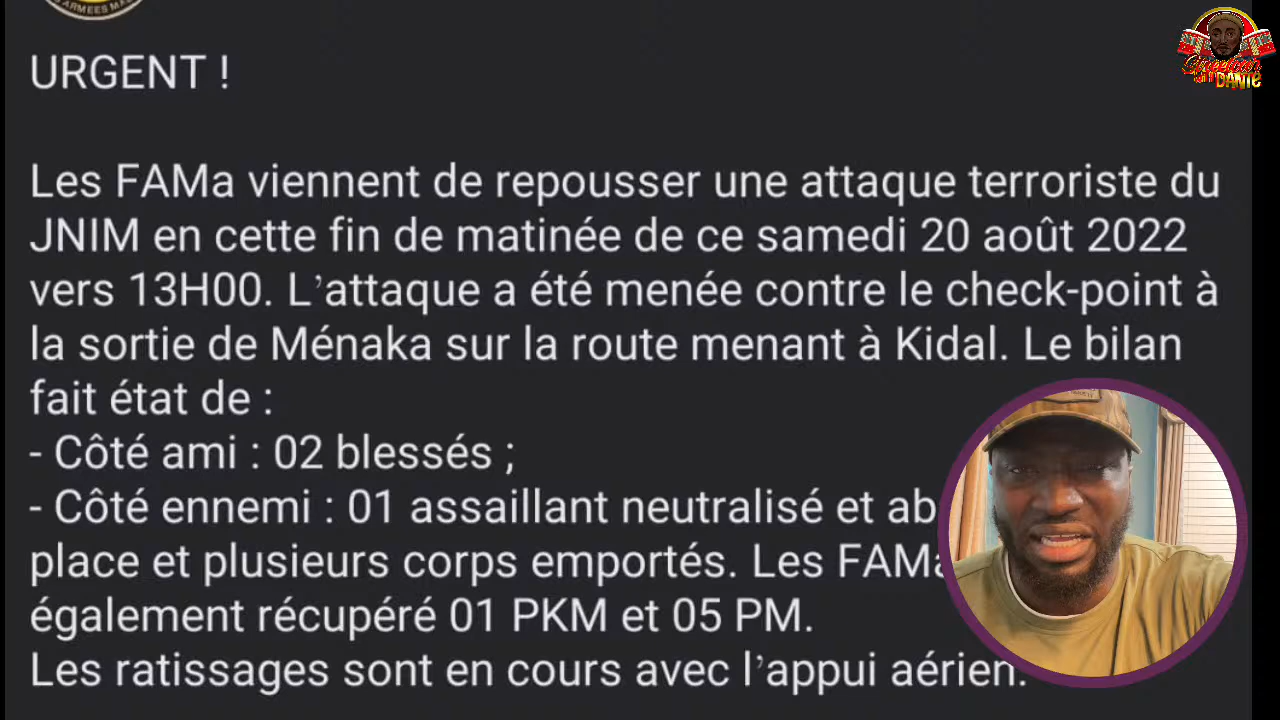 URGENT !
Les FAMa viennent de repousser une attaque terroriste du
JNIM en cette fin de matinée de ce samedi 20 août 2022
vers 13H00. L’attaque a été menée contre le check-point à
la sortie de Ménaka sur la route menant à Kidal. Le bilan
fait état de :
- Côté ami : 02 blessés ;
- Côté ennemi : 01 assaillant neutralisé et
place et plusieurs corps emportés. Les FAMa
également récupéré 01 PKM et 05 PM.
Les ratissages sont en cours avec l’appui aérien.
DANTE